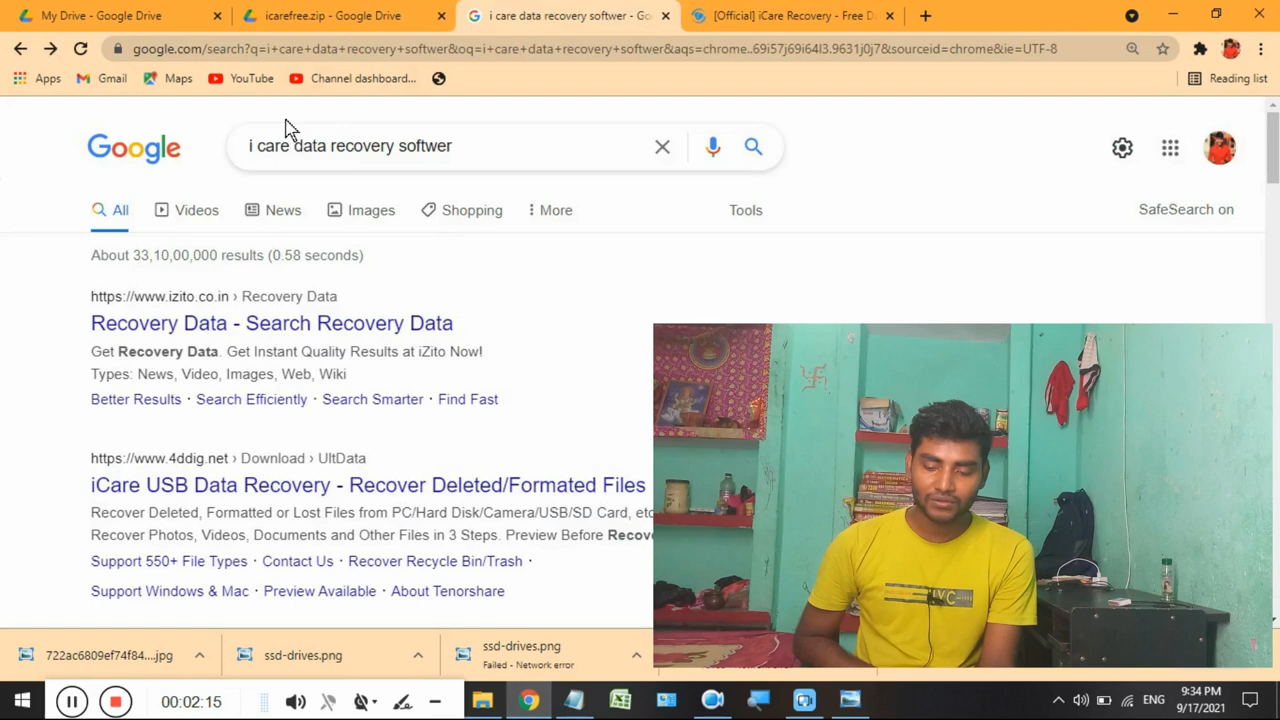 My Drive - Google Drive
icarefree.zip - Google Drive
i care data recovery softwer - Go
[Official] iCare Recovery - Free Da
google.com/search?q=i+care+data+recovery+softwer&oq=i+care+data+recovery+softwer&aqs=chrome..69i57j69i64l3.9631j0j7&sourceid=chrome&ie=UTF-8
Apps
Gmail
Maps
YouTube
Channel dashboard...
Reading list
Google
i care data recovery softwer
All
Videos
News
Images
Shopping
More
Tools
SafeSearch on
About 33,10,00,000 results (0.58 seconds)
https://www.izito.co.in › Recovery Data
Recovery Data - Search Recovery Data
Get Recovery Data. Get Instant Quality Results at iZito Now!
Types: News, Video, Images, Web, Wiki
Better Results · Search Efficiently · Search Smarter · Find Fast
https://www.4ddig.net › Download › UltData
iCare USB Data Recovery - Recover Deleted/Formated Files
Recover Deleted, Formatted or Lost Files from PC/Hard Disk/Camera/USB/SD Card, etc
Recover Photos, Videos, Documents and Other Files in 3 Steps. Preview Before Recov
Support 550+ File Types · Contact Us · Recover Recycle Bin/Trash ·
Support Windows & Mac · Preview Available · About Tenorshare
722ac6809ef74f84....jpg
ssd-drives.png
ssd-drives.png
Failed - Network error
00:02:15
ENG
9:34 PM
9/17/2021